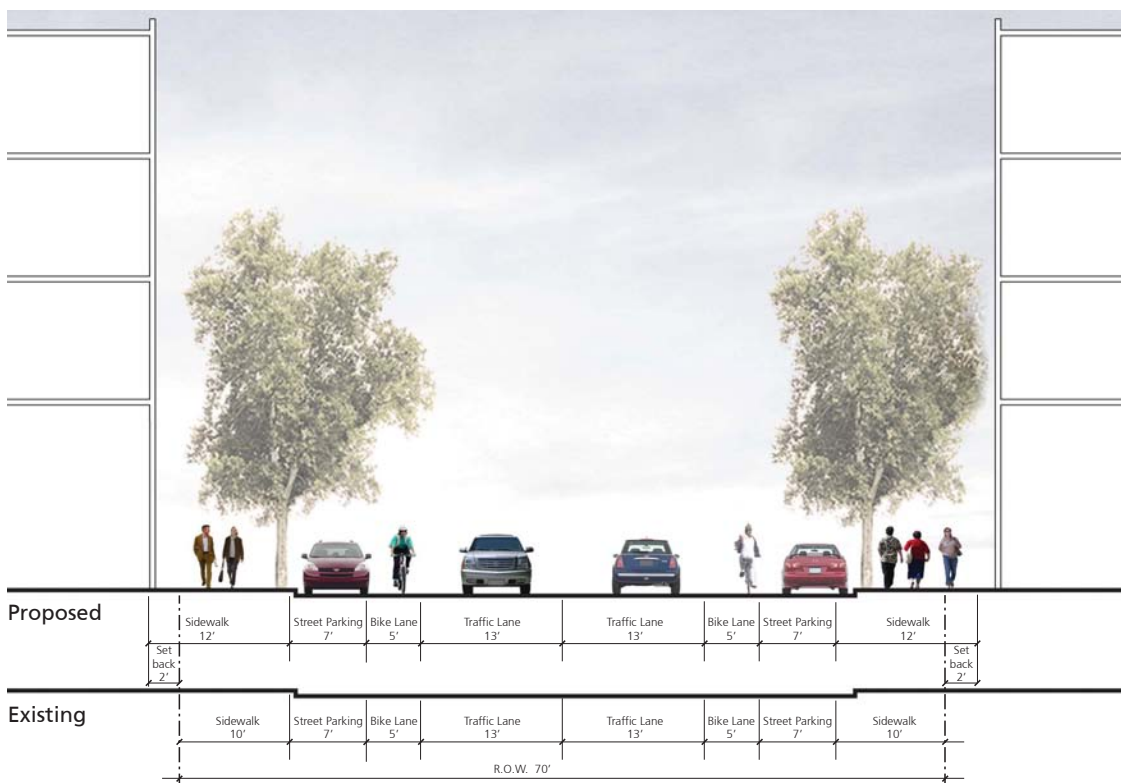 Proposed
Sidewalk
12'
Street Parking
7'
Bike Lane
5'
Traffic Lane
13'
Traffic Lane
13'
Bike Lane
5'
Street Parking
7'
Sidewalk
12'
Set
back
2'
Set
back
2'
Existing
Sidewalk
10'
Street Parking
7'
Bike Lane
5'
Traffic Lane
13'
Traffic Lane
13'
Bike Lane
5'
Street Parking
7'
Sidewalk
10'
R.O.W. 70'